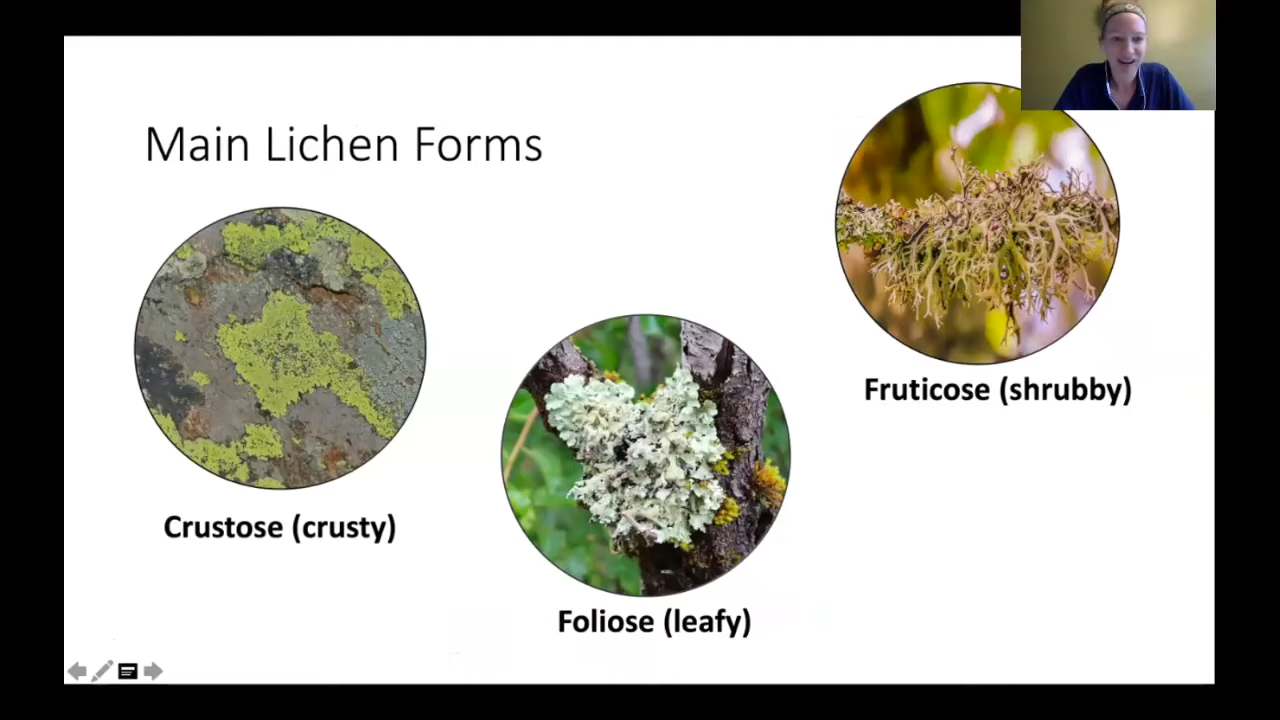 Main Lichen Forms
Crustose (crusty)
Foliose (leafy)
Fruticose (shrubby)